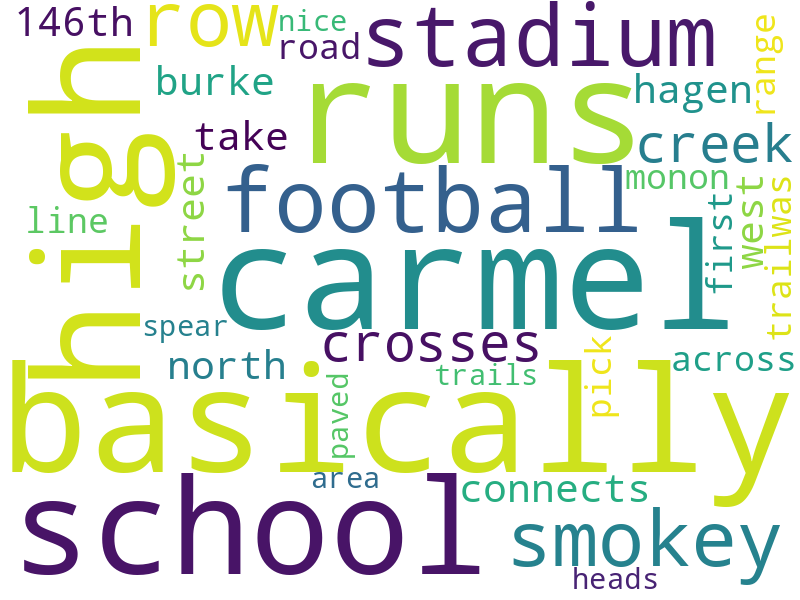 146th
row
nice
road
stadium
range
high
burke
runs
hagen
take
creek
street
football
monon
west
trailwas
first
line
carmel
spear
crosses
north
across
trails
pick
basically
paved
area
school
connects
smokey
heads